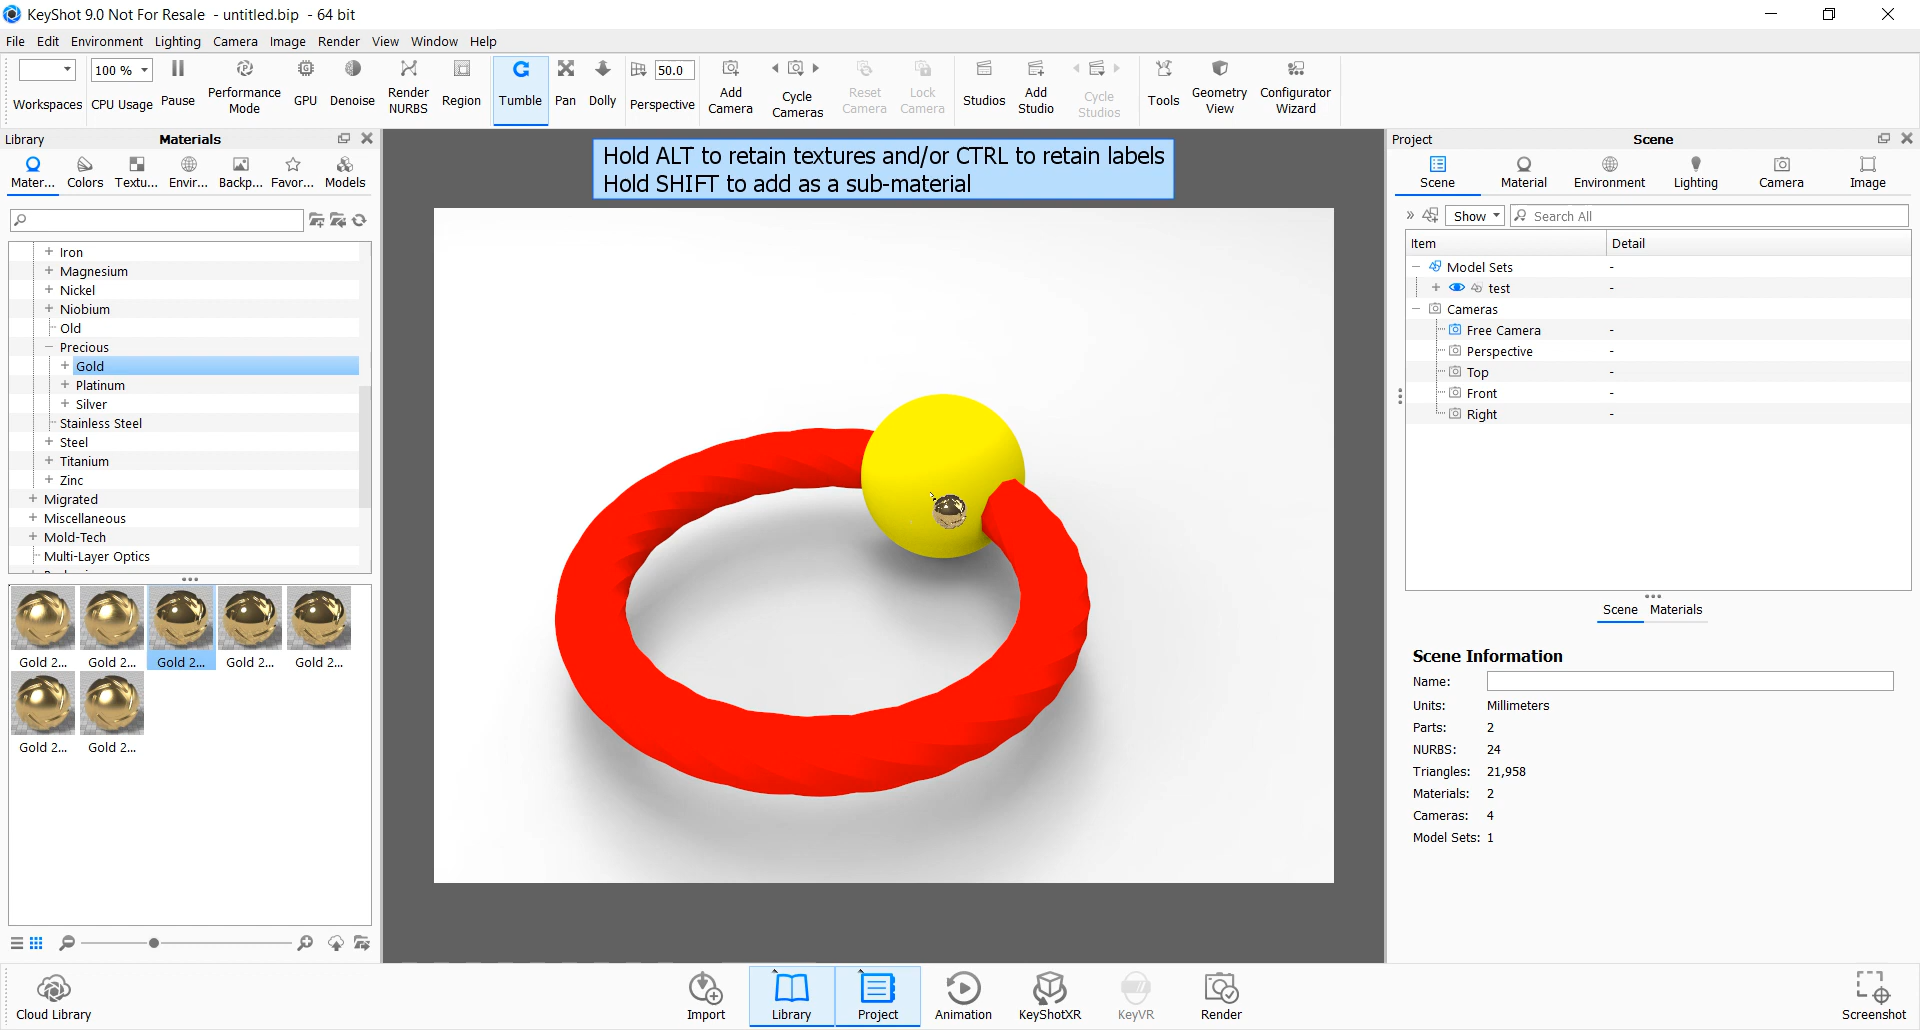 KeyShot 9.0 Not For Resale - untitled.bip - 64 bit
File Edit Environment Lighting Camera Image Render View Window Help
Workspaces
100 %
CPU Usage
Pause
Performance
Mode
GPU
Denoise
Render
NURBS
Region
Tumble
Pan
Dolly
50.0
Perspective
Add
Camera
Cycle
Cameras
Reset
Camera
Lock
Camera
Studios
Add
Studio
Cycle
Studios
Tools
Geometry
View
Configurator
Wizard
Library
Materials
Mater... Colors Textu... Envir... Backp... Favor... Models
Iron
Magnesium
Nickel
Niobium
Old
Precious
Gold
Platinum
Silver
Stainless Steel
Steel
Titanium
Zinc
Migrated
Miscellaneous
Mold-Tech
Multi-Layer Optics
Gold 2... Gold 2... Gold 2... Gold 2... Gold 2...
Gold 2... Gold 2...
Hold ALT to retain textures and/or CTRL to retain labels
Hold SHIFT to add as a sub-material
Project
Scene
Scene Material Environment Lighting Camera Image
» Show Search All
Item Detail
Model Sets -
test -
Cameras
Free Camera -
Perspective -
Top -
Front -
Right -
Scene Materials
Scene Information
Name:
Units: Millimeters
Parts: 2
NURBS: 24
Triangles: 21,958
Materials: 2
Cameras: 4
Model Sets: 1
Cloud Library
Import
Library
Project
Animation
KeyShotXR
KeyVR
Render
Screenshot